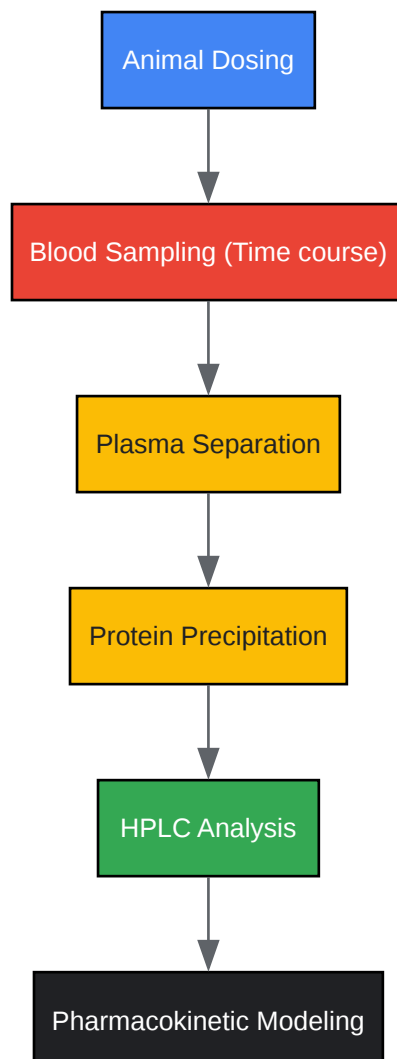 Animal Dosing
Blood Sampling (Time course)
Plasma Separation
Protein Precipitation
HPLC Analysis
Pharmacokinetic Modeling